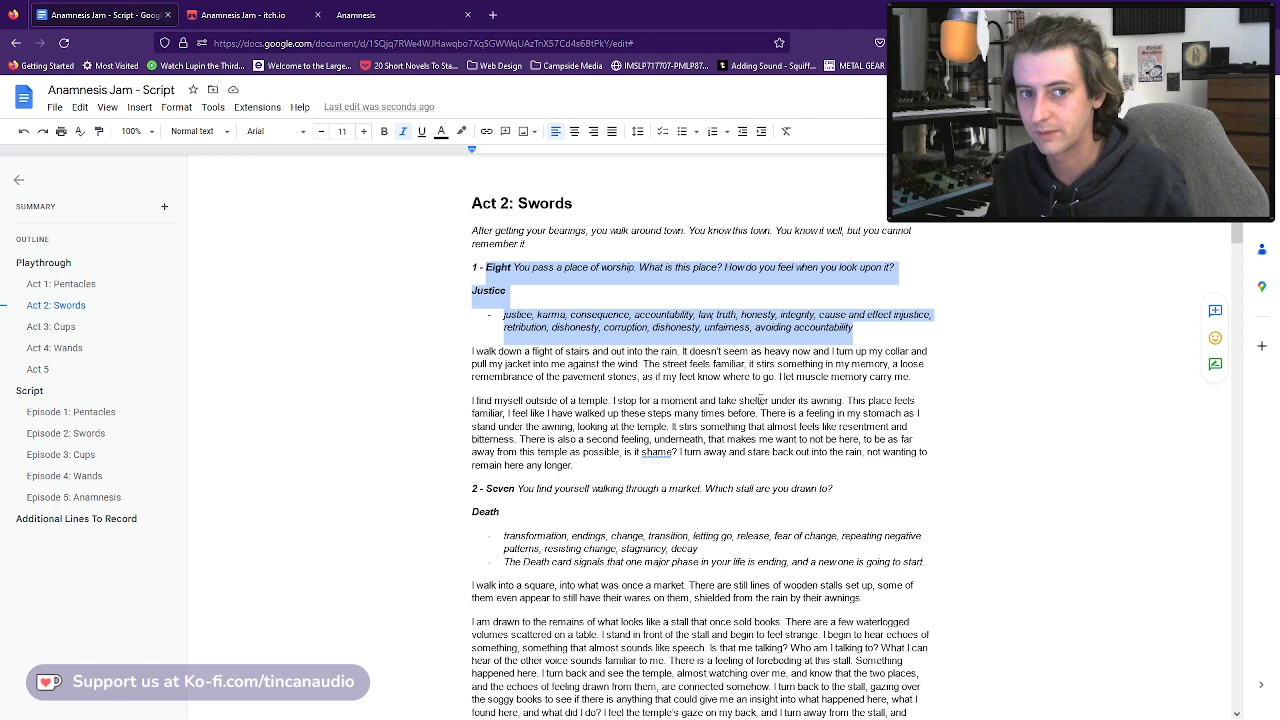 Anamnesis Jam - Script - Goog
Anamnesis Jam - itch.io
Anamnesis
https://docs.google.com/document/d/1SQjq7RWe4WJHawqbo7XqSGWWqUAzTnXS7Cd4s6BtPkY/edit#
Getting Started
Most Visited
Watch Lupin the Third...
Welcome to the Large...
20 Short Novels To Sea...
Web Design
Campside Media
IMSLP717707-PMLP87...
Adding Sound - Squiff...
METAL GEAR
Anamnesis Jam - Script
File Edit View Insert Format Tools Extensions Help Last edit was seconds ago
100% Normal text Arial 11
SUMMARY
OUTLINE
Playthrough
Act 1: Pentacles
Act 2: Swords
Act 3: Cups
Act 4: Wands
Act 5
Script
Episode 1: Pentacles
Episode 2: Swords
Episode 3: Cups
Episode 4: Wands
Episode 5: Anamnesis
Additional Lines To Record
Act 2: Swords
After getting your bearings, you walk around town. You know this town. You know it well, but you cannot
remember it.
1 - Eight You pass a place of worship. What is this place? How do you feel when you look upon it?
Justice
- justice, karma, consequence, accountability, law, truth, honesty, integrity, cause and effect injustice,
retribution, dishonesty, corruption, dishonesty, unfairness, avoiding accountability
I walk down a flight of stairs and out into the rain. It doesn't seem as heavy now and I turn up my collar and
pull my jacket into me against the wind. The street feels familiar, it stirs something in my memory, a loose
remembrance of the pavement stones, as if my feet know where to go. I let muscle memory carry me.
I find myself outside of a temple. I stop for a moment and take shelter under its awning. This place feels
familiar, I feel like I have walked up these steps many times before. There is a feeling in my stomach as I
stand under the awning, looking at the temple. It stirs something that almost feels like resentment and
bitterness. There is also a second feeling, underneath, that makes me want to not be here, to be as far
away from this temple as possible, is it shame? I turn away and stare back out into the rain, not wanting to
remain here any longer.
2 - Seven You find yourself walking through a market. Which stall are you drawn to?
Death
- transformation, endings, change, transition, letting go, release, fear of change, repeating negative
patterns, resisting change, stagnancy, decay
- The Death card signals that one major phase in your life is ending, and a new one is going to start.
I walk into a square, into what was once a market. There are still lines of wooden stalls set up, some of
them even appear to still have their wares on them, shielded from the rain by their awnings.
I am drawn to the remains of what looks like a stall that once sold books. There are a few waterlogged
volumes scattered on a table. I stand in front of the stall and begin to feel strange. I begin to hear echoes of
something, something that almost sounds like speech. Is that me talking? Who am I talking to? What I can
hear of the other voice sounds familiar to me. There is a feeling of foreboding at this stall. Something
happened here. I turn back and see the temple, almost watching over me, and know that the two places,
and the echoes of feeling drawn from them, are connected somehow. I turn back to the stall, gazing over
the soggy books to see if there is anything that could give me an insight into what happened here, what I
found here, and what did I do? I feel the temple's gaze on my back, and I turn away from the stall, and
Support us at Ko-fi.com/tincanaudio